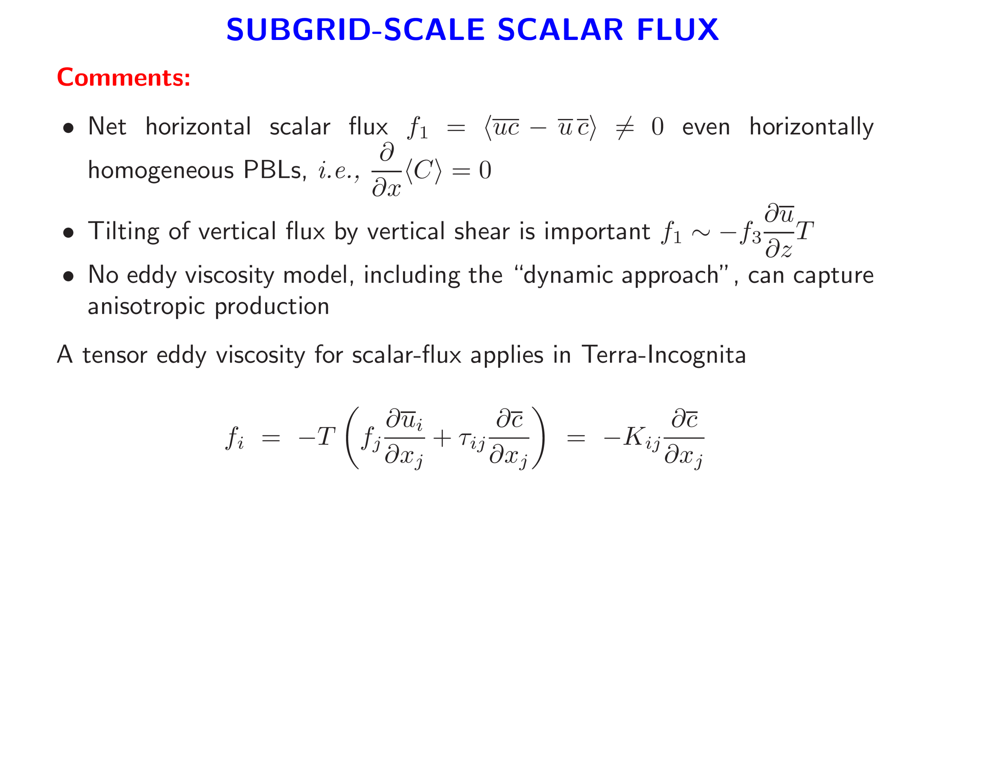 SUBGRID-SCALE SCALAR FLUX
Comments:
• Net horizontal scalar flux $f_1 = \langle \overline{uc} - \overline{u}\,\overline{c} \rangle \neq 0$ even horizontally
homogeneous PBLs, $i.e., \frac{\partial}{\partial x} \langle C \rangle = 0$
• Tilting of vertical flux by vertical shear is important $f_1 \sim -f_3 \frac{\partial \overline{u}}{\partial z} T$
• No eddy viscosity model, including the “dynamic approach”, can capture
anisotropic production
A tensor eddy viscosity for scalar-flux applies in Terra-Incognita
$f_i = -T \left( f_j \frac{\partial \overline{u}_i}{\partial x_j} + \tau_{ij} \frac{\partial \overline{c}}{\partial x_j} \right) = -K_{ij} \frac{\partial \overline{c}}{\partial x_j}$